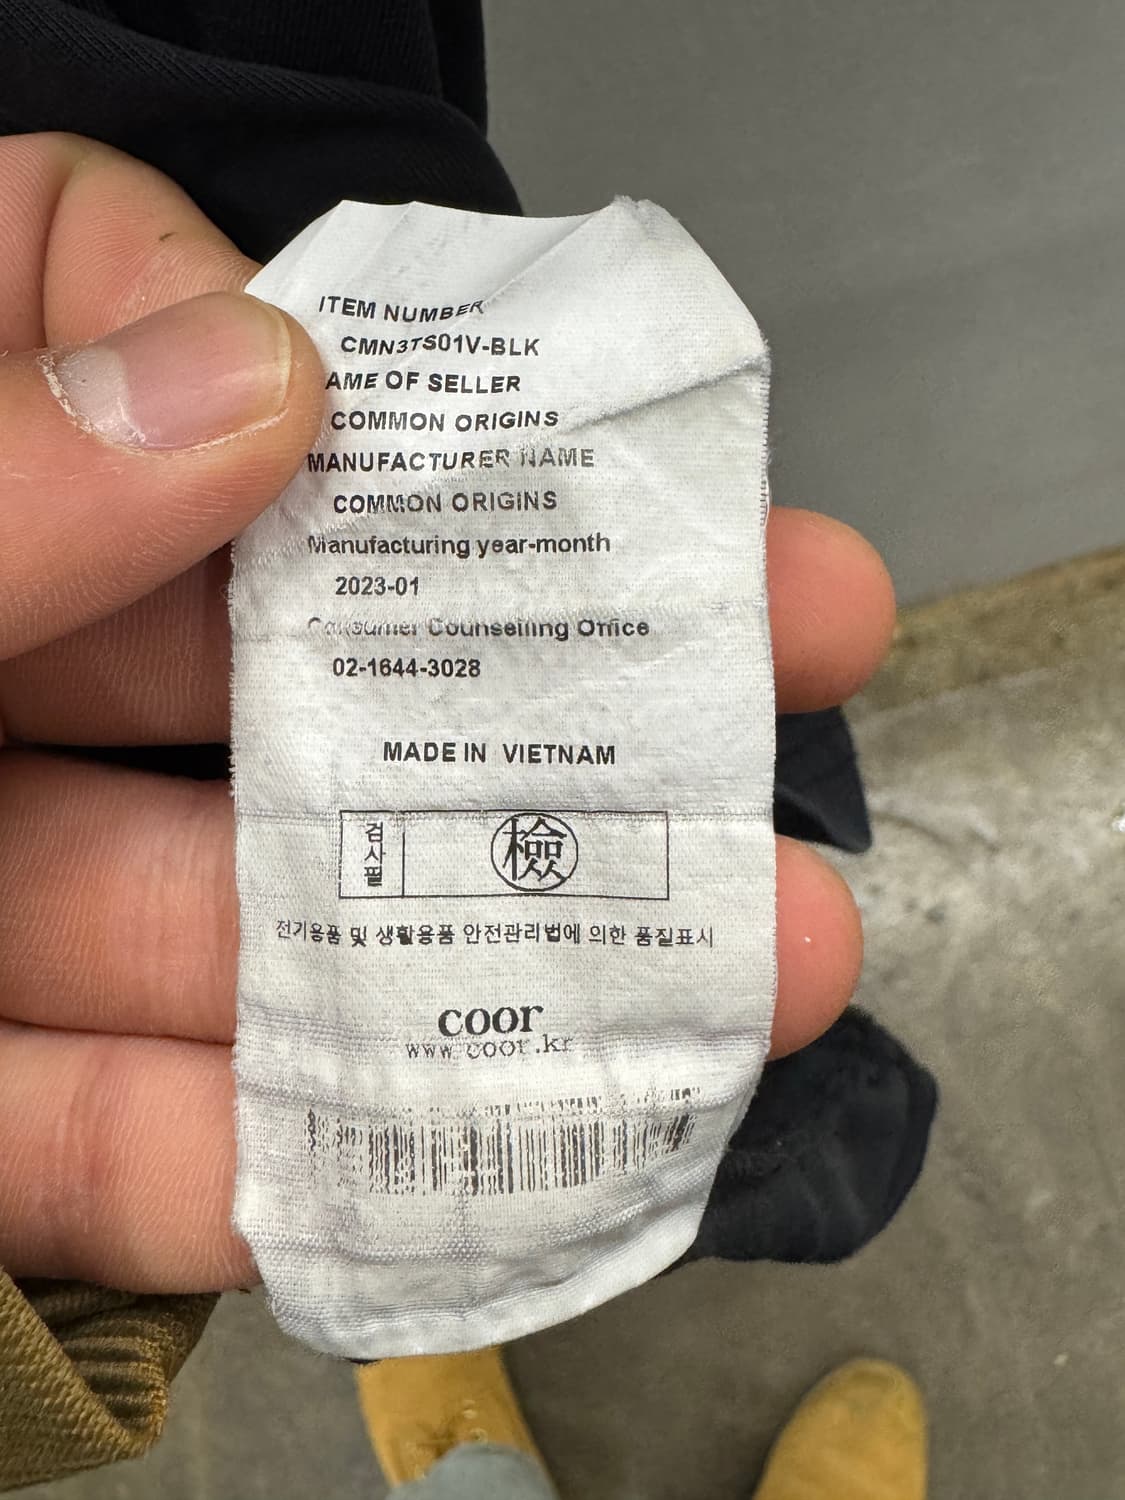 ITEM NUMBER
CMN3TS01V-BLK
AME OF SELLER
COMMON ORIGINS
MANUFACTURER NAME
COMMON ORIGINS
Manufacturing year-month
2023-01
Consumer Counselling Office
02-1644-3028
MADE IN VIETNAM
검사필
檢
전기용품 및 생활용품 안전관리법에 의한 품질표시
coor
www.coor.kr